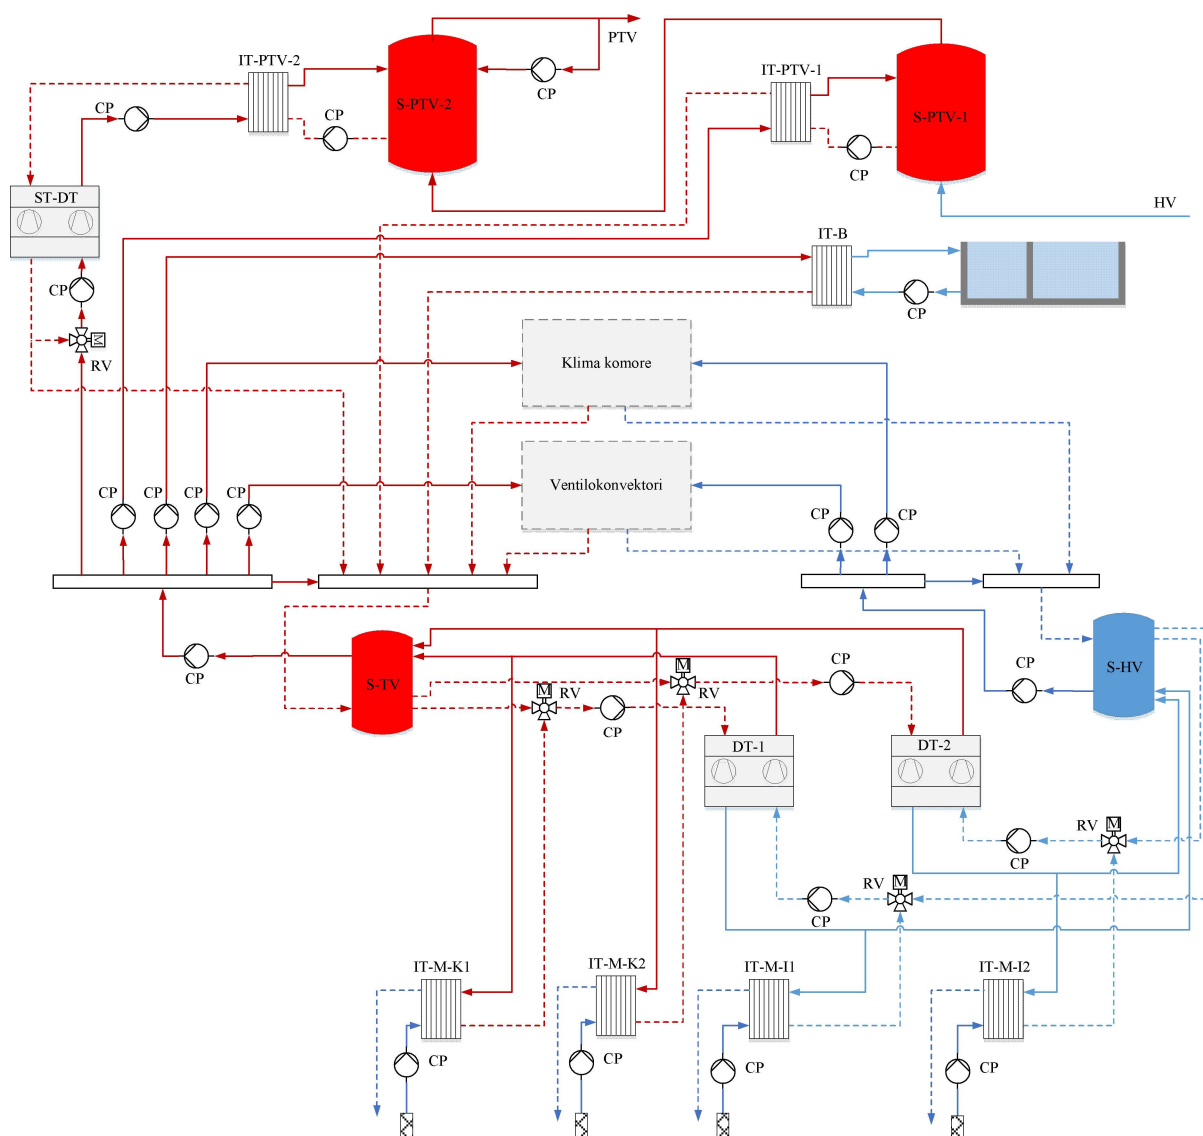 PTV
IT-PTV-2
IT-PTV-1
CP
S-PTV-2
CP
S-PTV-1
CP
CP
CP
ST-DT
HV
IT-B
CP
CP
M
RV
Klima komore
Ventilokonvektori
CP
CP
CP
CP
CP
CP
CP
S-TV
M
RV
M
RV
CP
CP
CP
S-HV
DT-1
DT-2
CP
RV
M
CP
RV
M
CP
IT-M-K1
IT-M-K2
IT-M-I1
IT-M-I2
CP
CP
CP
CP